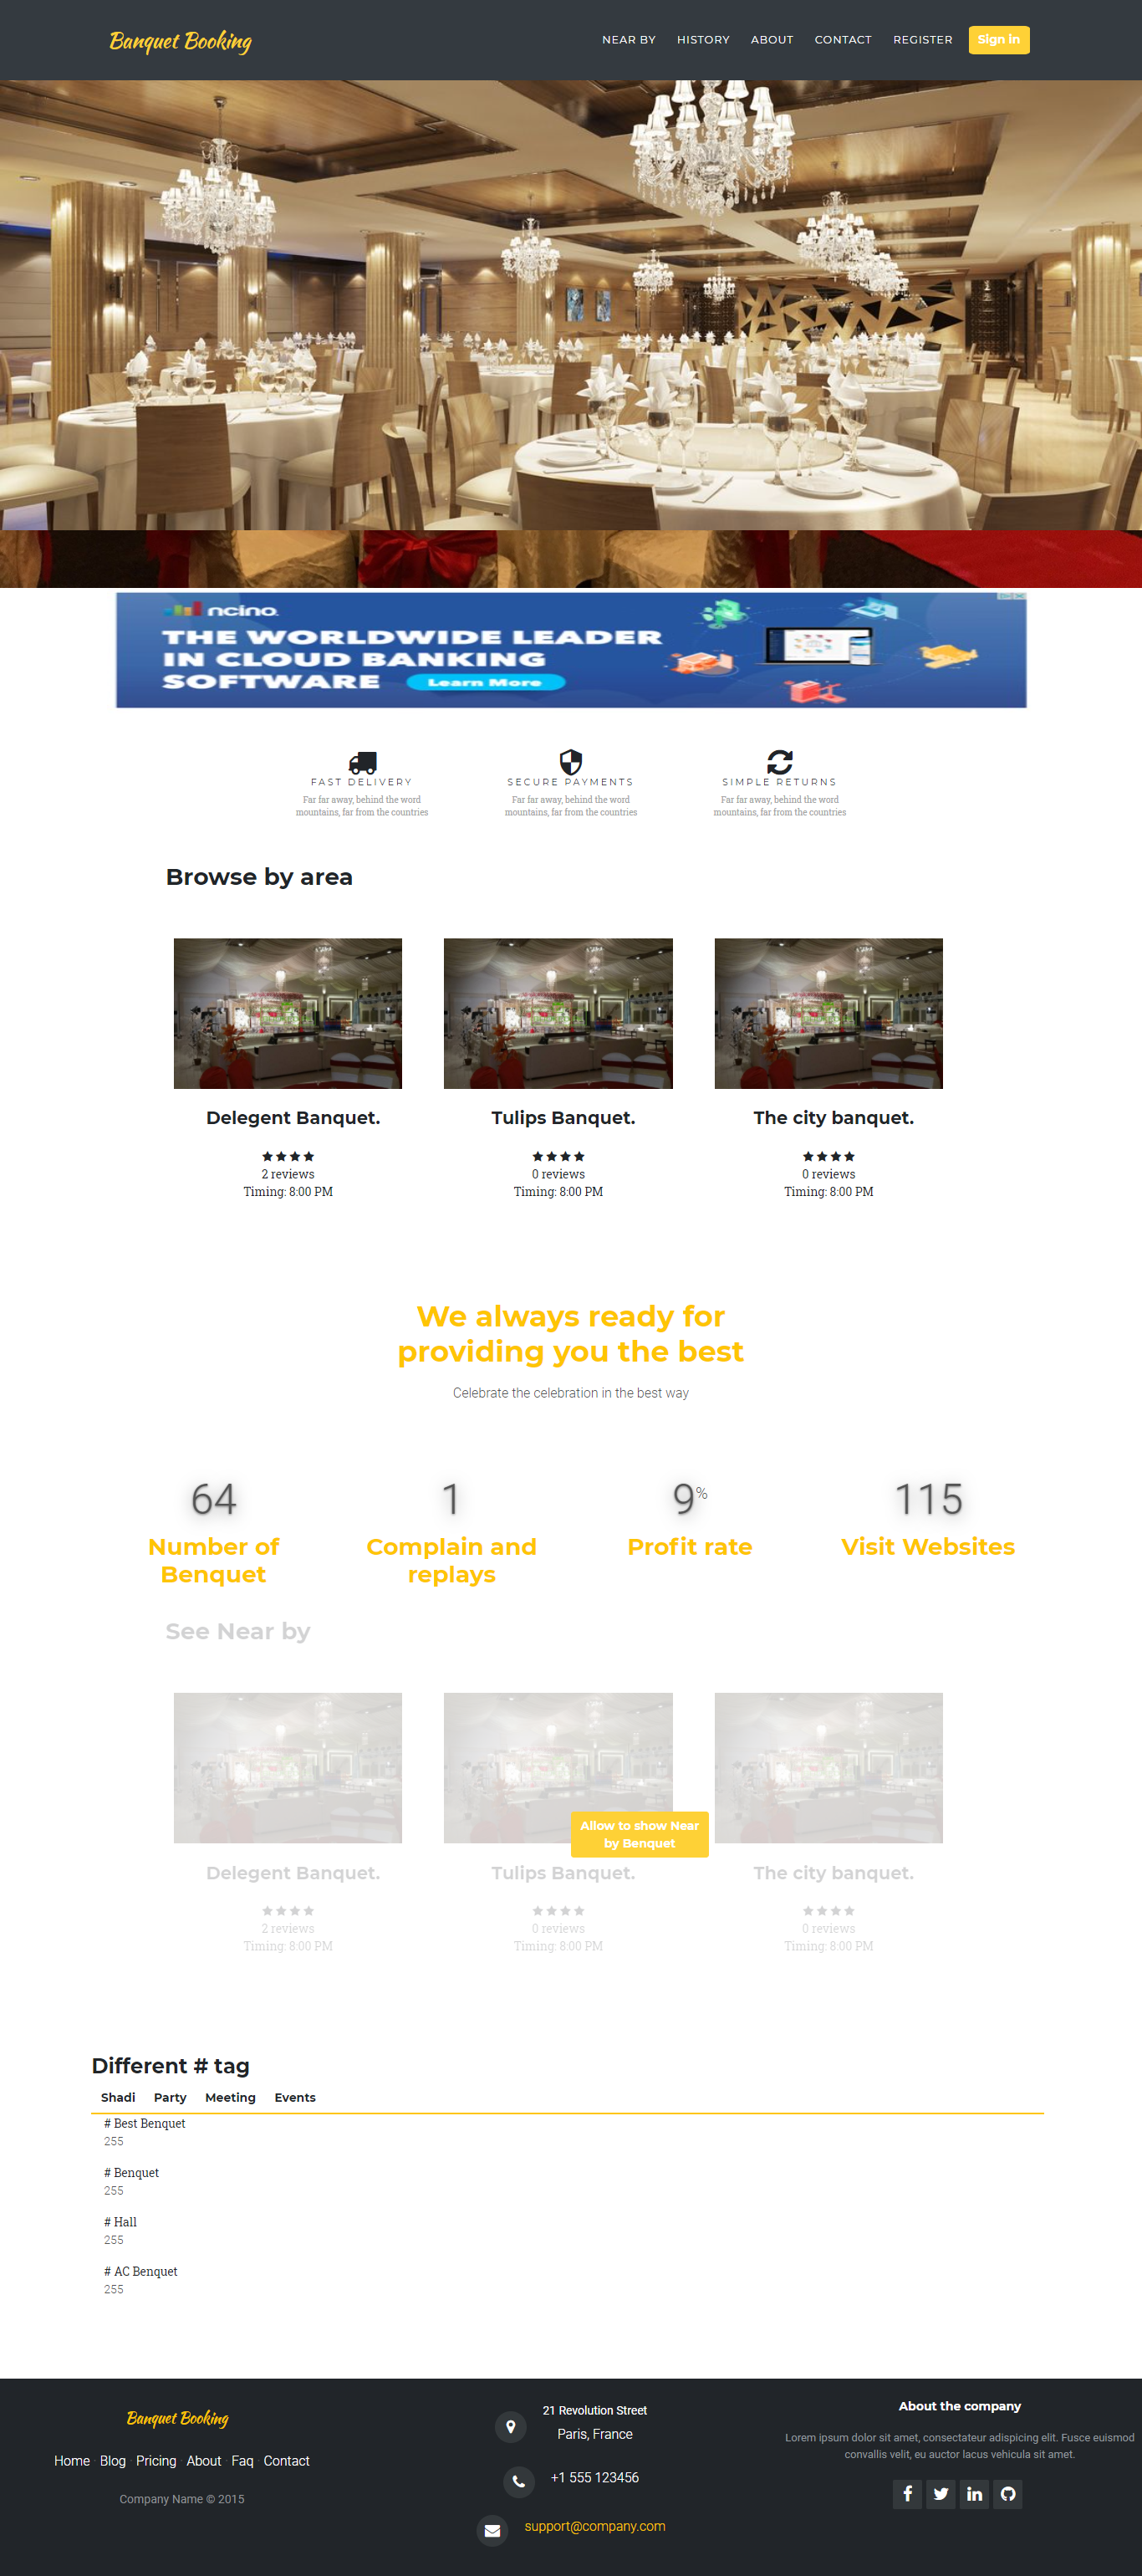 Banquet Booking
NEAR BY HISTORY ABOUT CONTACT REGISTER Sign in
ncino.
THE WORLDWIDE LEADER
IN CLOUD BANKING
SOFTWARE Learn More
FAST DELIVERY
Far far away, behind the word
mountains, far from the countries
SECURE PAYMENTS
Far far away, behind the word
mountains, far from the countries
SIMPLE RETURNS
Far far away, behind the word
mountains, far from the countries
Browse by area
Delegent Banquet.
2 reviews
Timing: 8:00 PM
Tulips Banquet.
0 reviews
Timing: 8:00 PM
The city banquet.
0 reviews
Timing: 8:00 PM
We always ready for
providing you the best
Celebrate the celebration in the best way
64
Number of
Benquet
1
Complain and
replays
9%
Profit rate
115
Visit Websites
See Near by
Allow to show Near
by Benquet
Delegent Banquet.
2 reviews
Timing: 8:00 PM
Tulips Banquet.
0 reviews
Timing: 8:00 PM
The city banquet.
0 reviews
Timing: 8:00 PM
Different # tag
Shadi Party Meeting Events
# Best Benquet
255
# Benquet
255
# Hall
255
# AC Benquet
255
Banquet Booking
Home · Blog · Pricing · About · Faq · Contact
Company Name © 2015
21 Revolution Street
Paris, France
+1 555 123456
support@company.com
About the company
Lorem ipsum dolor sit amet, consectateur adispicing elit. Fusce euismod
convallis velit, eu auctor lacus vehicula sit amet.